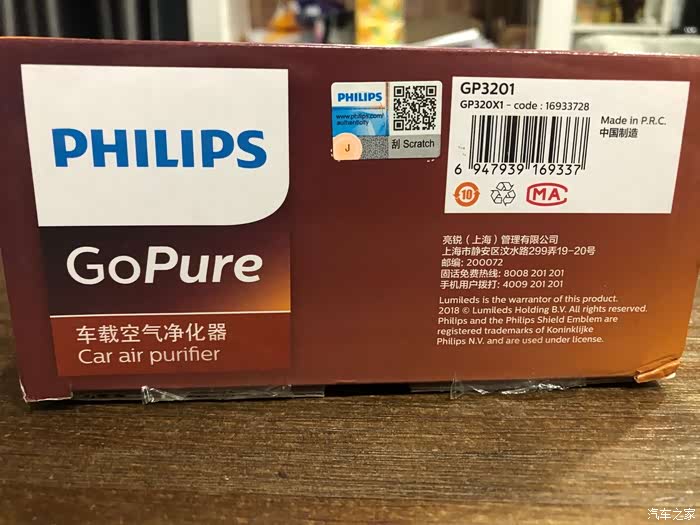 PHILIPS
GoPure
车载空气净化器
Car air purifier
PHILIPS
www.philips.com/
authenticity
J
刮 Scratch
GP3201
GP320X1 - code : 16933728
Made in P.R.C.
中国制造
6 947939 169337
10
MA
亮锐（上海）管理有限公司
上海市静安区汶水路299弄19-20号
邮编: 200072
固话免费热线: 8008 201 201
手机用户拨打: 4009 201 201
Lumileds is the warrantor of this product.
2018 © Lumileds Holding B.V. All rights reserved.
Philips and the Philips Shield Emblem are
registered trademarks of Koninklijke
Philips N.V. and are used under license.
汽车之家